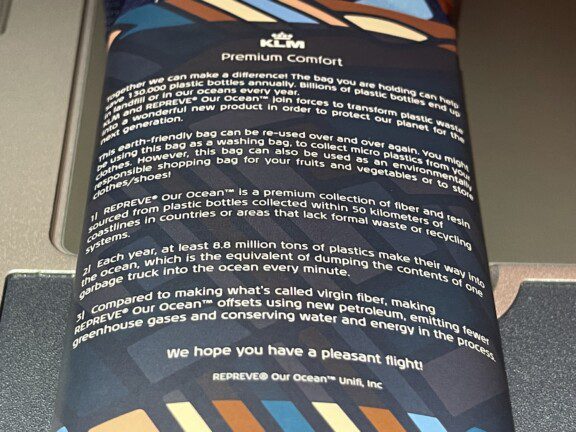 KLM
Premium Comfort
Together we can make a difference! The bag you are holding can help
save 130,000 plastic bottles annually. Billions of plastic bottles end up
in landfill or in our oceans every year.
KLM and REPREVE® Our Ocean™ join forces to transform plastic waste
into a wonderful new product in order to protect our planet for the
next generation.
This earth-friendly bag can be re-used over and over again. You might
be using this bag as a washing bag, to collect micro plastics from your
clothes. However, this bag can also be used as an environmentally
responsible shopping bag for your fruits and vegetables or to store
clothes/shoes!
1) REPREVE® Our Ocean™ is a premium collection of fiber and resin
sourced from plastic bottles collected within 50 kilometers of
coastlines in countries or areas that lack formal waste or recycling
systems.
2) Each year, at least 8.8 million tons of plastics make their way into
the ocean, which is the equivalent of dumping the contents of one
garbage truck into the ocean every minute.
3) Compared to making what's called virgin fiber, making
REPREVE® Our Ocean™ offsets using new petroleum, emitting fewer
greenhouse gases and conserving water and energy in the process.
We hope you have a pleasant flight!
REPREVE® Our Ocean™ Unifi, Inc